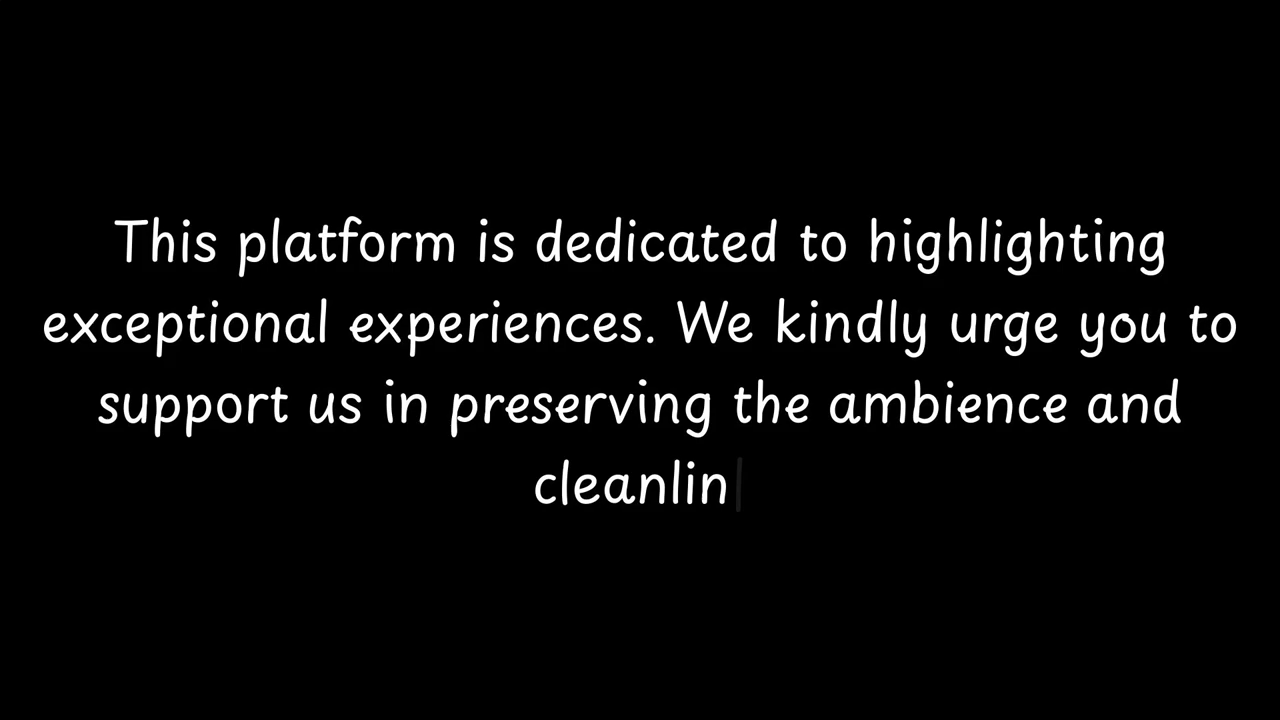 This platform is dedicated to highlighting
exceptional experiences. We kindly urge you to
support us in preserving the ambience and
cleanlin